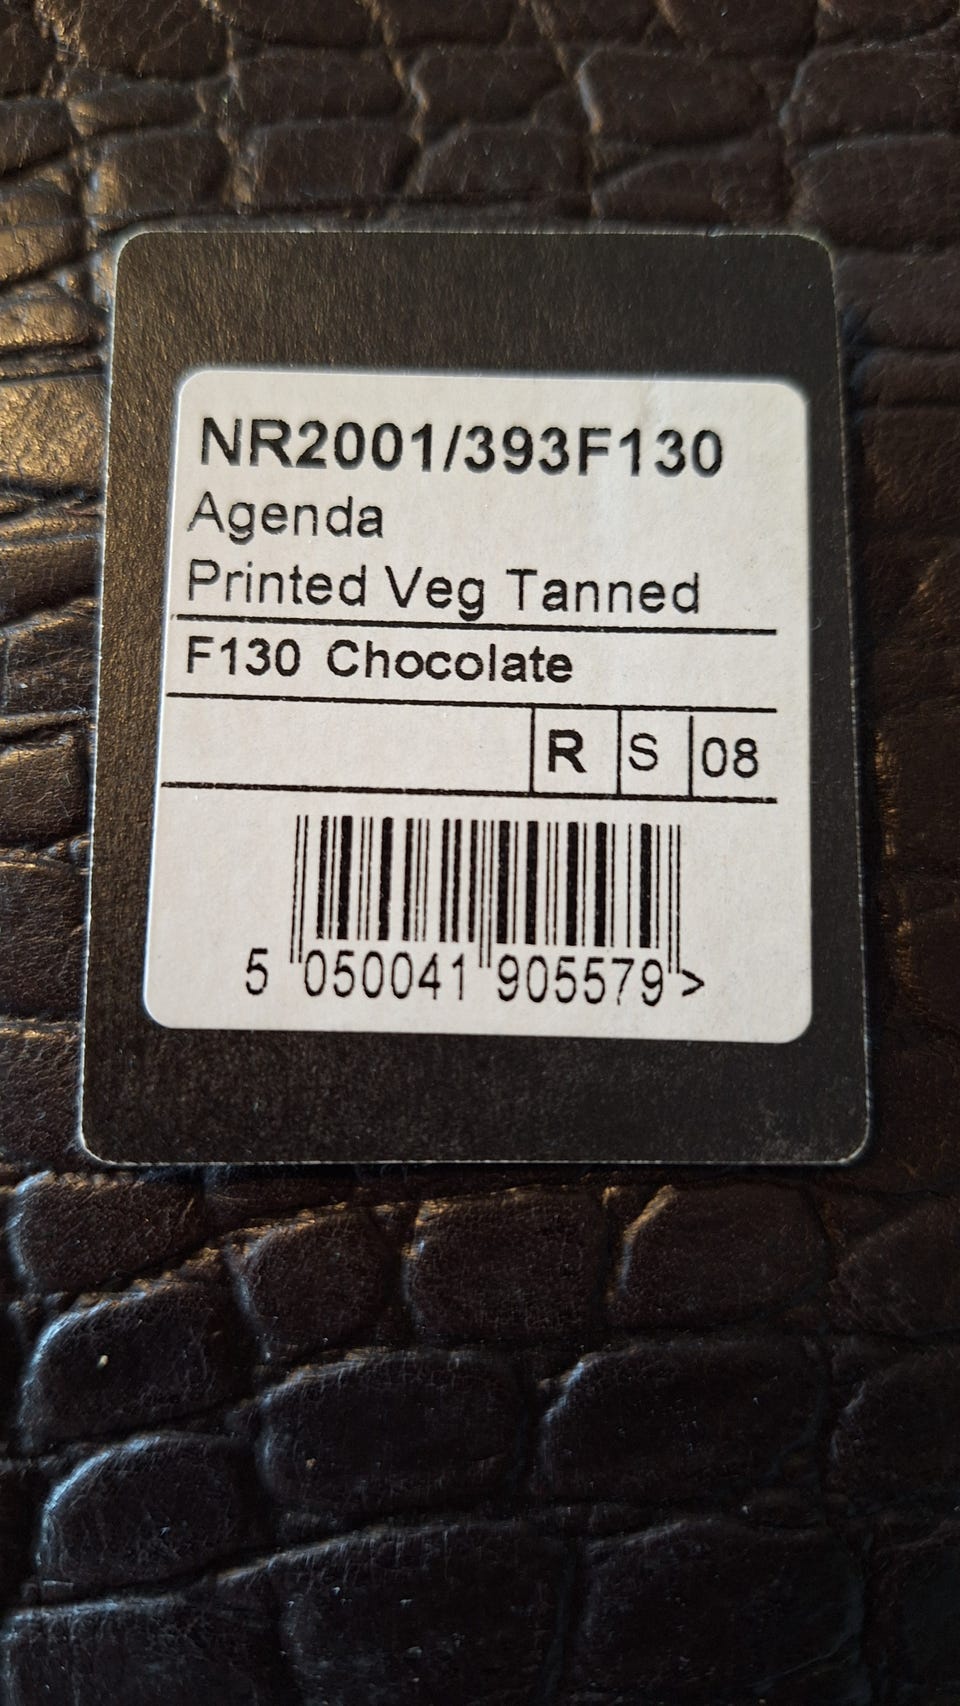 NR2001/393F130
Agenda
Printed Veg Tanned
F130 Chocolate
R S 08
5 050041 905579 >